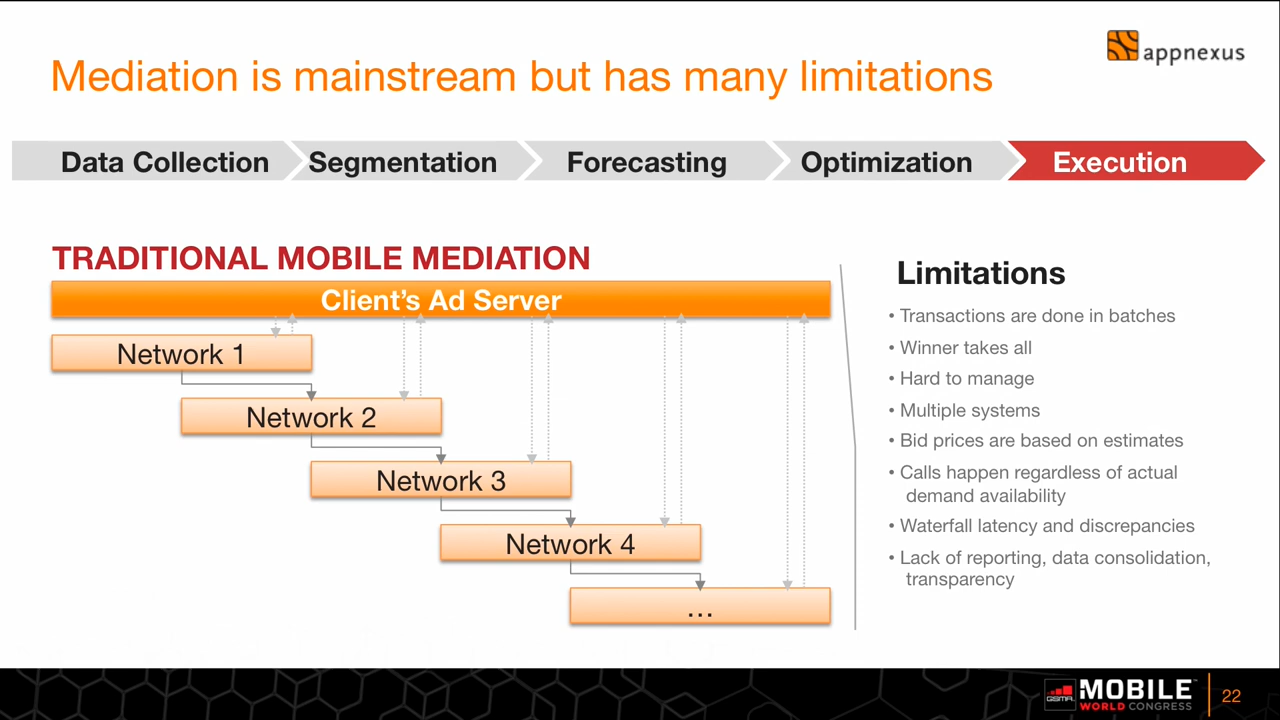 appnexus
Mediation is mainstream but has many limitations
Data Collection
Segmentation
Forecasting
Optimization
Execution
TRADITIONAL MOBILE MEDIATION
Client's Ad Server
Network 1
Network 2
Network 3
Network 4
...
Limitations
• Transactions are done in batches
• Winner takes all
• Hard to manage
• Multiple systems
• Bid prices are based on estimates
• Calls happen regardless of actual
demand availability
• Waterfall latency and discrepancies
• Lack of reporting, data consolidation,
transparency
GSMA
MOBILE
WORLD CONGRESS
22